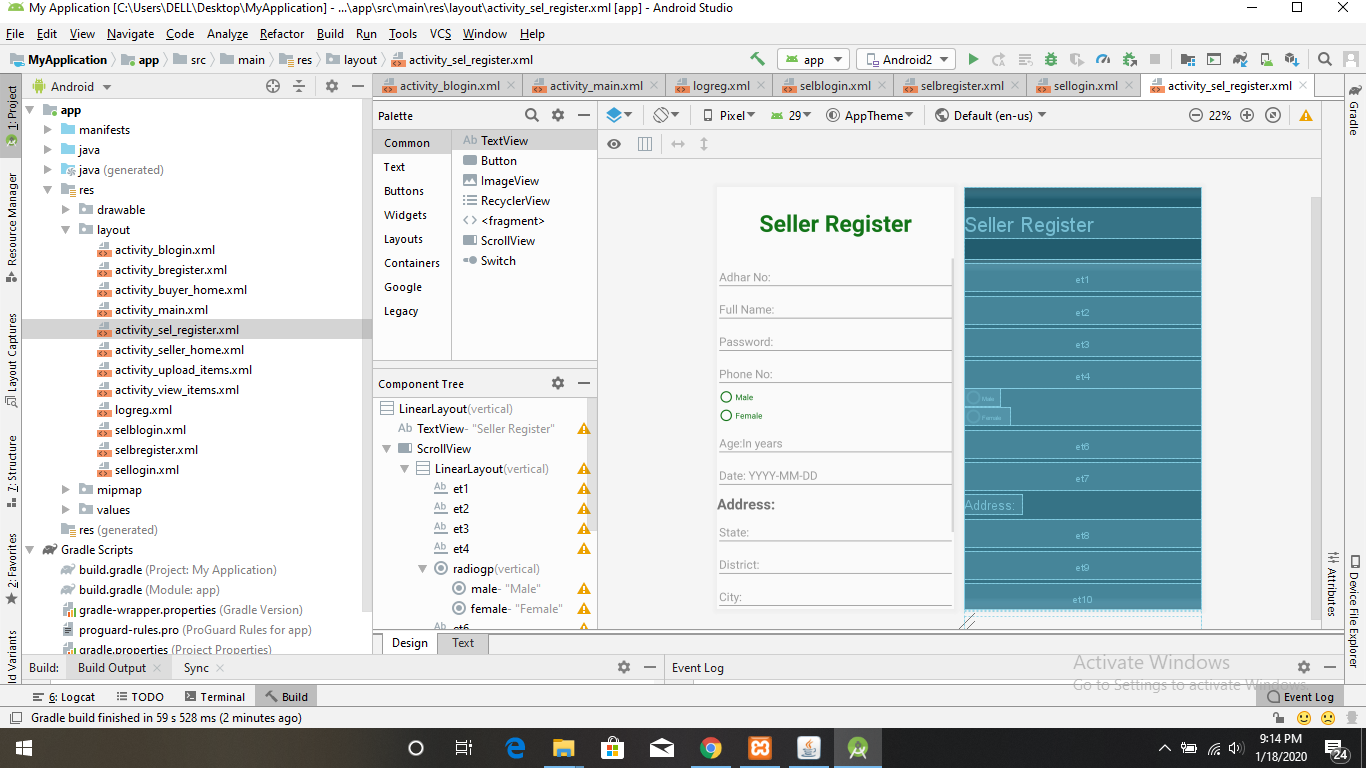 My Application [C:\Users\DELL\Desktop\MyApplication] - ...\app\src\main\res\layout\activity_sel_register.xml [app] - Android Studio
File Edit View Navigate Code Analyze Refactor Build Run Tools VCS Window Help
MyApplication app src main res layout activity_sel_register.xml app Android2
Android
activity_blogin.xml activity_main.xml logreg.xml selblogin.xml selbregister.xml sellogin.xml activity_sel_register.xml
1: Project
Resource Manager
Layout Captures
Z: Structure
2: Favorites
ld Variants
app
manifests
java
java (generated)
res
drawable
layout
activity_blogin.xml
activity_bregister.xml
activity_buyer_home.xml
activity_main.xml
activity_sel_register.xml
activity_seller_home.xml
activity_upload_items.xml
activity_view_items.xml
logreg.xml
selblogin.xml
selbregister.xml
sellogin.xml
mipmap
values
res (generated)
Gradle Scripts
build.gradle (Project: My Application)
build.gradle (Module: app)
gradle-wrapper.properties (Gradle Version)
proguard-rules.pro (ProGuard Rules for app)
gradle.properties (Project Properties)
Palette
Common
Text
Buttons
Widgets
Layouts
Containers
Google
Legacy
Ab TextView
Button
ImageView
RecyclerView
<fragment>
ScrollView
Switch
Component Tree
LinearLayout(vertical)
Ab TextView- "Seller Register"
ScrollView
LinearLayout(vertical)
Ab et1
Ab et2
Ab et3
Ab et4
radiogp(vertical)
male- "Male"
female- "Female"
Ab et6
Pixel 29 AppTheme Default (en-us) 22%
Seller Register
Adhar No:
Full Name:
Password:
Phone No:
Male
Female
Age:In years
Date: YYYY-MM-DD
Address:
State:
District:
City:
Seller Register
et1
et2
et3
et4
Male
Female
et6
et7
Address:
et8
et9
et10
Gradle
Attributes
Device File Explorer
Design Text
Build: Build Output Sync
Event Log
Activate Windows
Go to Settings to activate Windows.
6: Logcat TODO Terminal Build
Event Log
Gradle build finished in 59 s 528 ms (2 minutes ago)
9:14 PM
1/18/2020
24